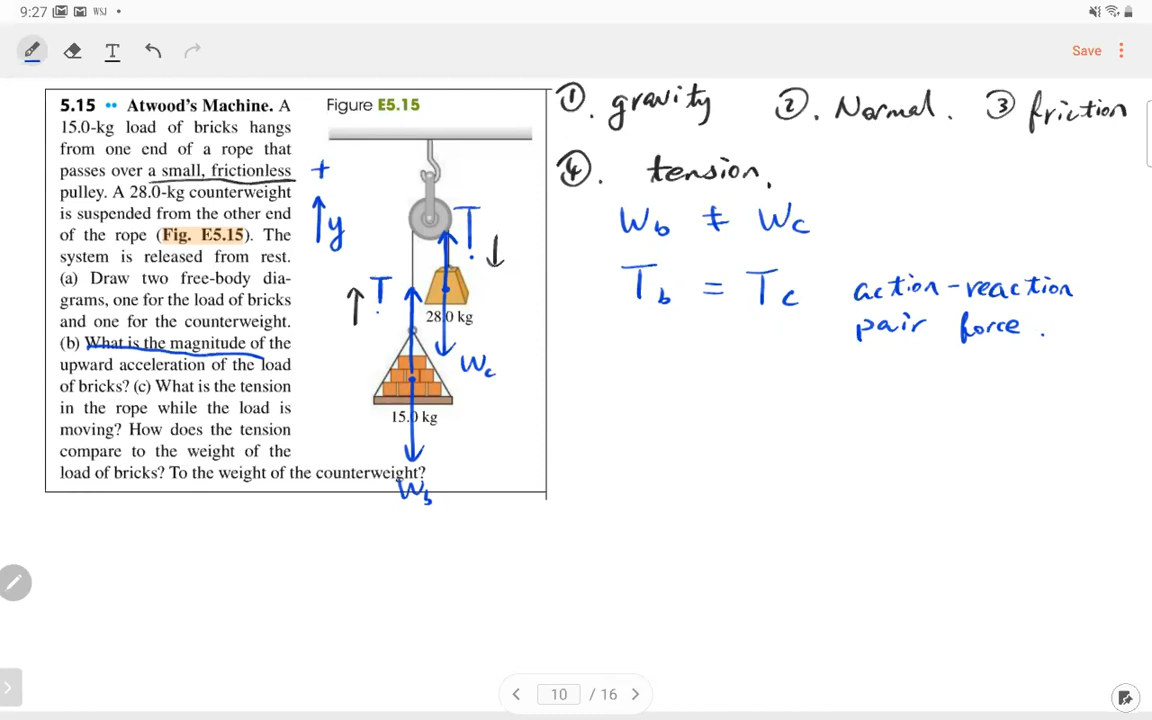 9:27 WSJ
Save
5.15 •• Atwood's Machine. A
15.0-kg load of bricks hangs
from one end of a rope that
passes over a small, frictionless
pulley. A 28.0-kg counterweight
is suspended from the other end
of the rope (Fig. E5.15). The
system is released from rest.
(a) Draw two free-body dia-
grams, one for the load of bricks
and one for the counterweight.
(b) What is the magnitude of the
upward acceleration of the load
of bricks? (c) What is the tension
in the rope while the load is
moving? How does the tension
compare to the weight of the
load of bricks? To the weight of the counterweight?
Figure E5.15
+
↑y
T
↓
↑ T
28.0 kg
Wc
15.0 kg
Wb
①. gravity ②. Normal. ③ friction
④. tension.
Wb ≠ Wc
Tb = Tc action-reaction
pair force.
10 / 16